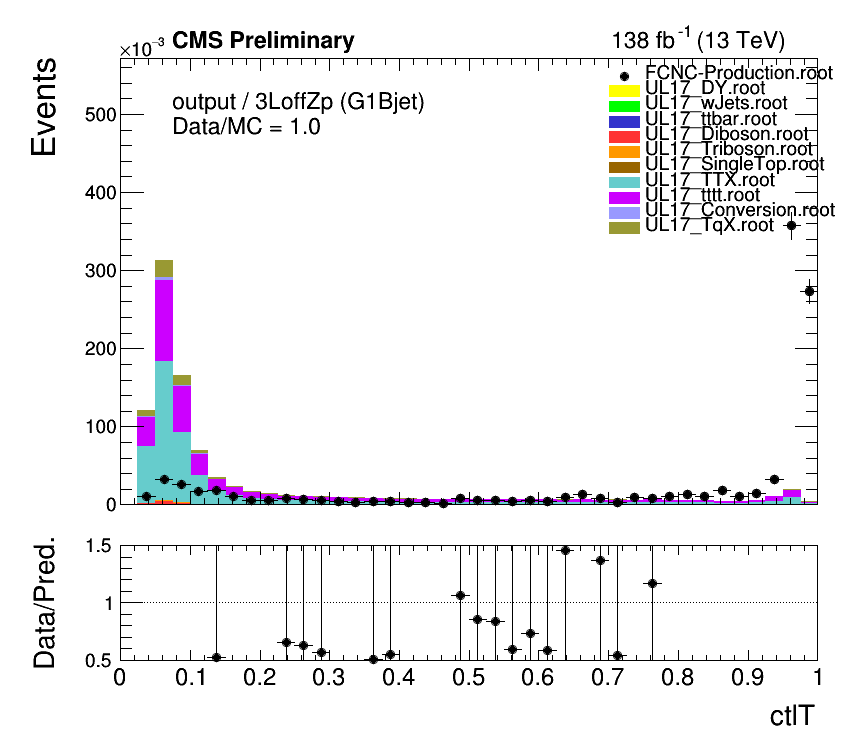 ×10⁻³ CMS Preliminary 138 fb⁻¹ (13 TeV)
Events
output / 3LoffZp (G1Bjet)
Data/MC = 1.0
FCNC-Production.root
UL17_DY.root
UL17_wJets.root
UL17_ttbar.root
UL17_Diboson.root
UL17_Triboson.root
UL17_SingleTop.root
UL17_TTX.root
UL17_tttt.root
UL17_Conversion.root
UL17_TqX.root
500
400
300
200
100
0
Data/Pred.
1.5
1
0.5
0 0.1 0.2 0.3 0.4 0.5 0.6 0.7 0.8 0.9 1
ctlT